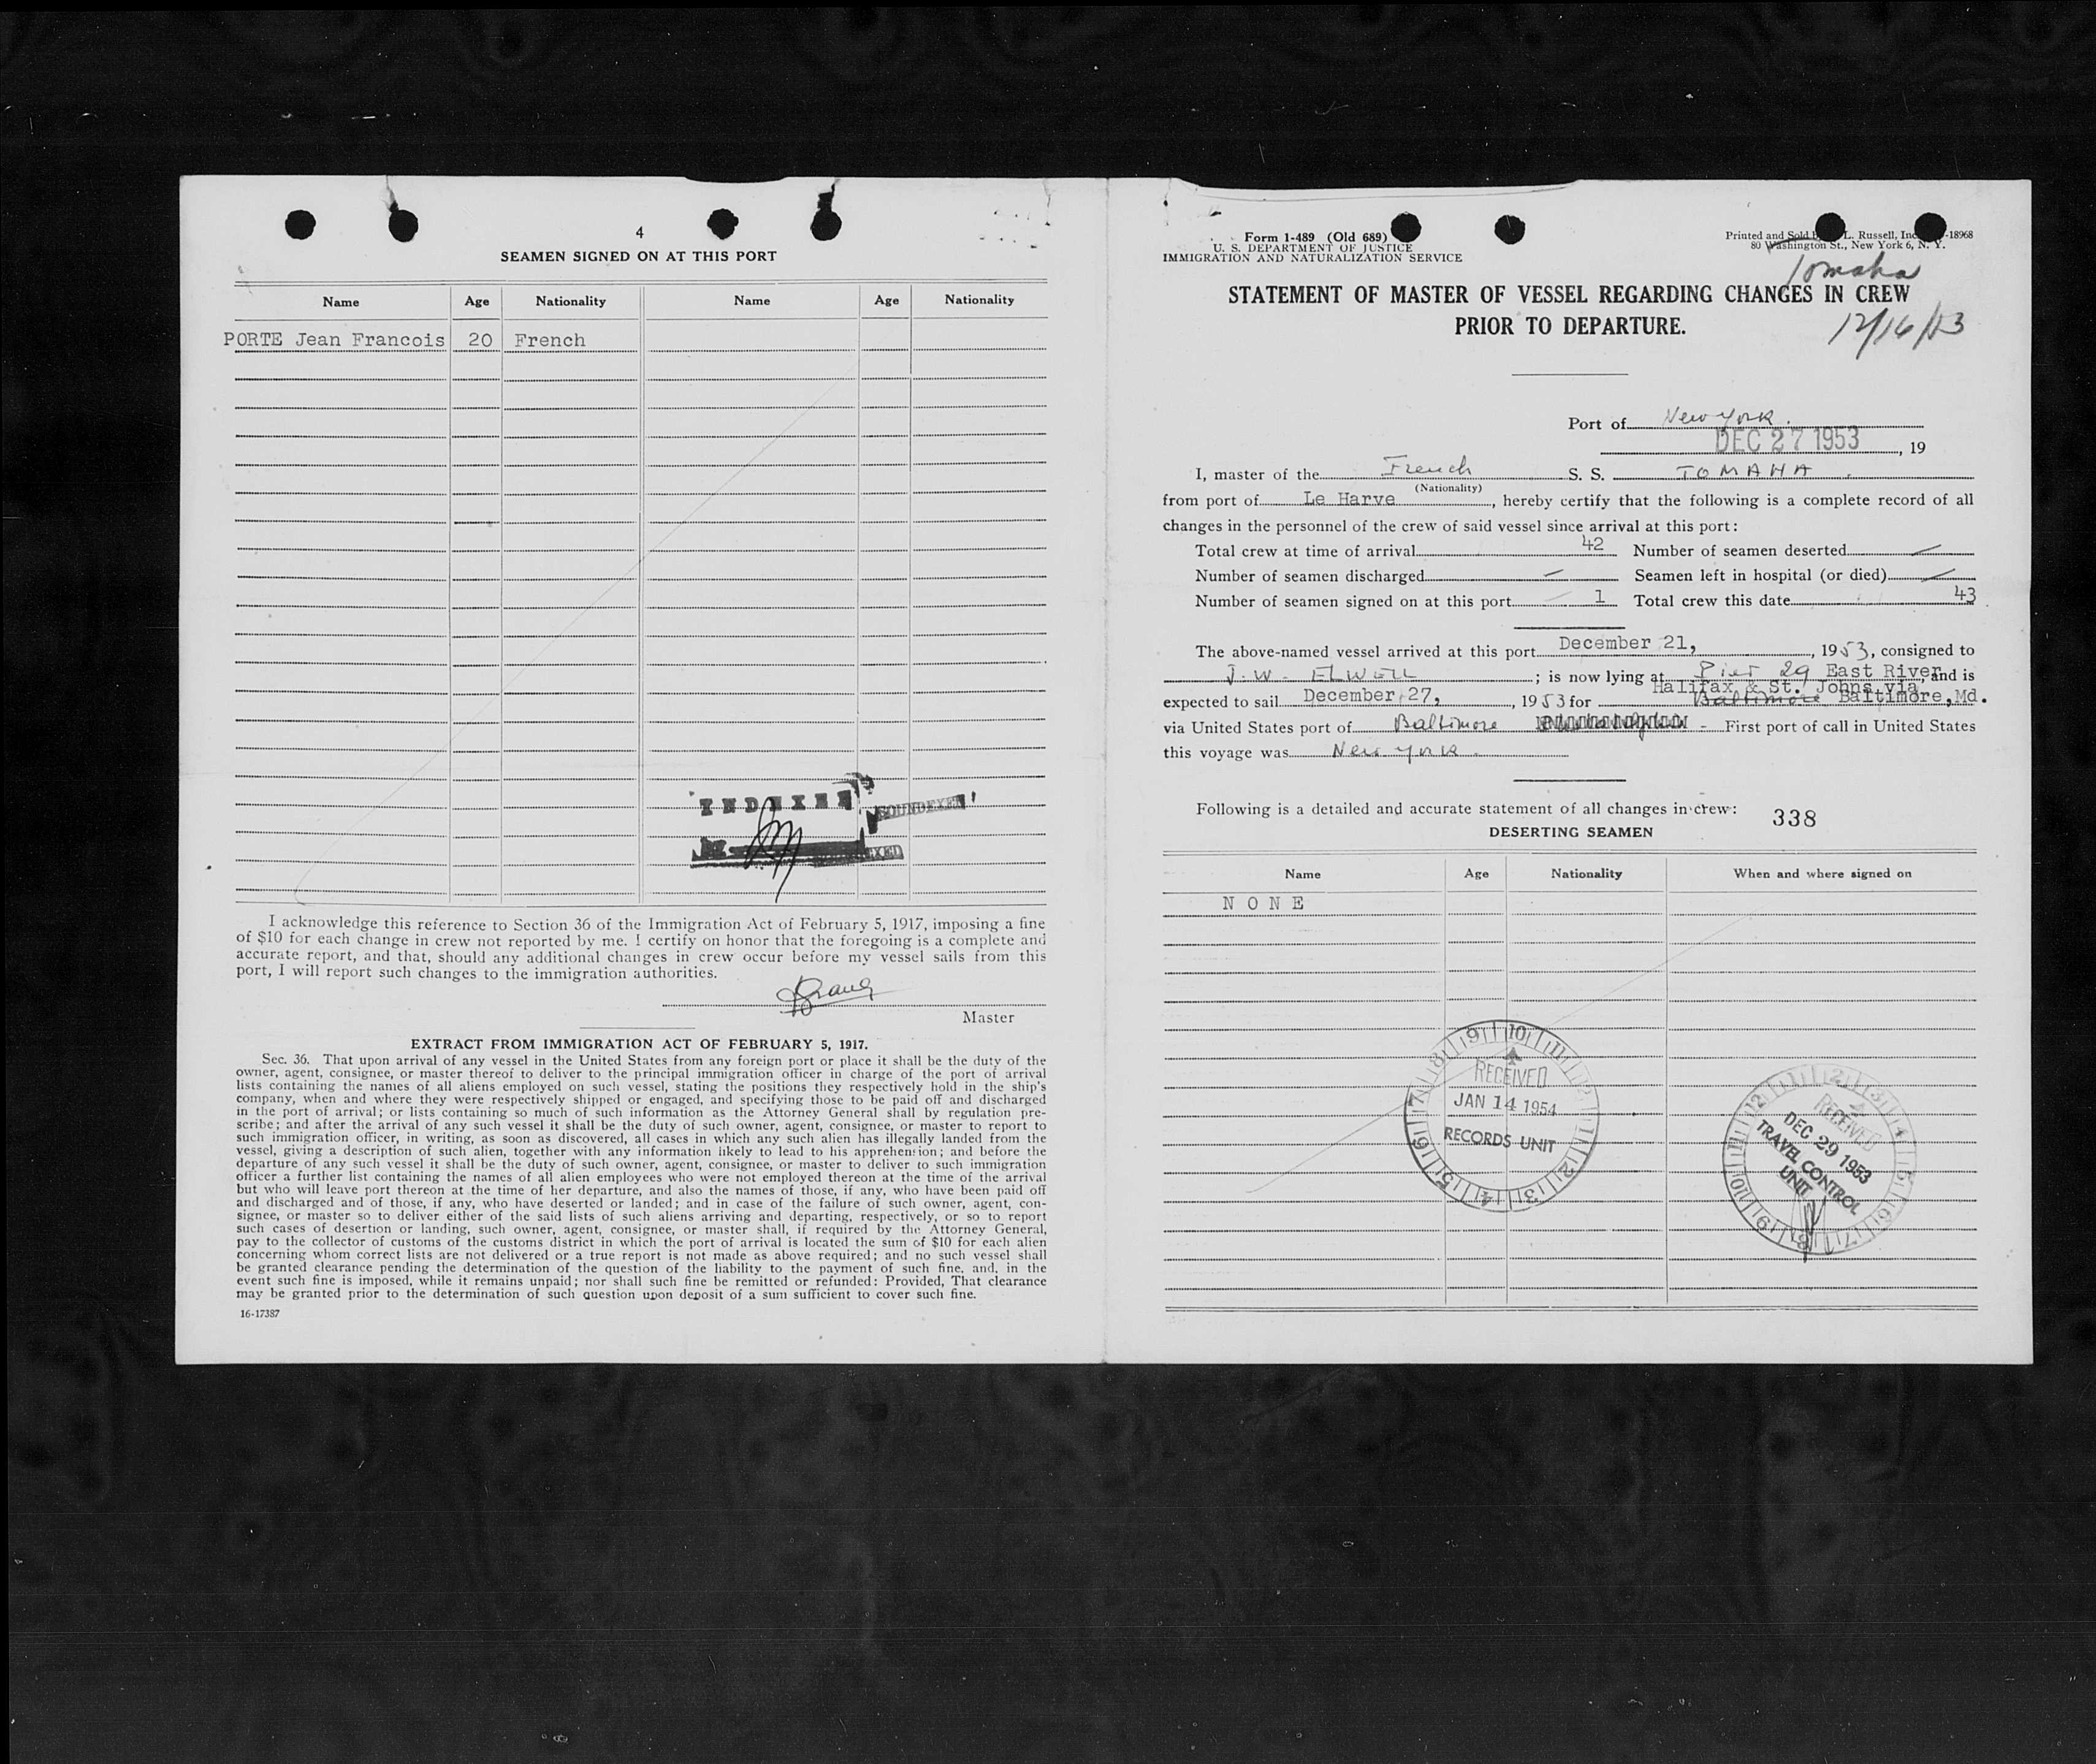 4
SEAMEN SIGNED ON AT THIS PORT
Name Age Nationality Name Age Nationality
PORTE Jean Francois 20 French
INDEXED
SOUNDEXED
I acknowledge this reference to Section 36 of the Immigration Act of February 5, 1917, imposing a fine
of $10 for each change in crew not reported by me. I certify on honor that the foregoing is a complete and
accurate report, and that, should any additional changes in crew occur before my vessel sails from this
port, I will report such changes to the immigration authorities.
Master
EXTRACT FROM IMMIGRATION ACT OF FEBRUARY 5, 1917.
Sec. 36. That upon arrival of any vessel in the United States from any foreign port or place it shall be the duty of the
owner, agent, consignee, or master thereof to deliver to the principal immigration officer in charge of the port of arrival
lists containing the names of all aliens employed on such vessel, stating the positions they respectively hold in the ship's
company, when and where they were respectively shipped or engaged, and specifying those to be paid off and discharged
in the port of arrival; or lists containing so much of such information as the Attorney General shall by regulation pre-
scribe; and after the arrival of any such vessel it shall be the duty of such owner, agent, consignee, or master to report to
such immigration officer, in writing, as soon as discovered, all cases in which any such alien has illegally landed from the
vessel, giving a description of such alien, together with any information likely to lead to his apprehension; and before the
departure of any such vessel it shall be the duty of such owner, agent, consignee, or master to deliver to such immigration
officer a further list containing the names of all alien employees who were not employed thereon at the time of the arrival
but who will leave port thereon at the time of her departure, and also the names of those, if any, who have been paid off
and discharged and of those, if any, who have deserted or landed; and in case of the failure of such owner, agent, con-
signee, or master so to deliver either of the said lists of such aliens arriving and departing, respectively, or so to report
such cases of desertion or landing, such owner, agent, consignee, or master shall, if required by the Attorney General,
pay to the collector of customs of the customs district in which the port of arrival is located the sum of $10 for each alien
concerning whom correct lists are not delivered or a true report is not made as above required; and no such vessel shall
be granted clearance pending the determination of the question of the liability to the payment of such fine, and, in the
event such fine is imposed, while it remains unpaid; nor shall such fine be remitted or refunded: Provided, That clearance
may be granted prior to the determination of such question upon deposit of a sum sufficient to cover such fine.
16-17387
Form 1-489 (Old 689)
U. S. DEPARTMENT OF JUSTICE
IMMIGRATION AND NATURALIZATION SERVICE
Printed and Sold L. Russell, Inc. -18968
80 Washington St., New York 6, N. Y.
Tomaha
STATEMENT OF MASTER OF VESSEL REGARDING CHANGES IN CREW
PRIOR TO DEPARTURE.
12/16/53
Port of New York.
DEC 27 1953, 19
I, master of the French S. S. TOMAHA.
(Nationality)
from port of Le Harve, hereby certify that the following is a complete record of all
changes in the personnel of the crew of said vessel since arrival at this port:
Total crew at time of arrival 42 Number of seamen deserted —
Number of seamen discharged — Seamen left in hospital (or died) —
Number of seamen signed on at this port 1 Total crew this date 43
The above-named vessel arrived at this port December 21, 1953, consigned to
J. W. ELWELL; is now lying at Pier 29 East River, and is
Halifax & St. Johns via
expected to sail December 27, 1953 for Baltimore Baltimore, Md.
via United States port of Baltimore - First port of call in United States
this voyage was New York.
Following is a detailed and accurate statement of all changes in crew: 338
DESERTING SEAMEN
Name Age Nationality When and where signed on
NONE
RECEIVED
JAN 14 1954
RECORDS UNIT
RECEIVED
DEC 29 1953
TRAVEL CONTROL
UNIT